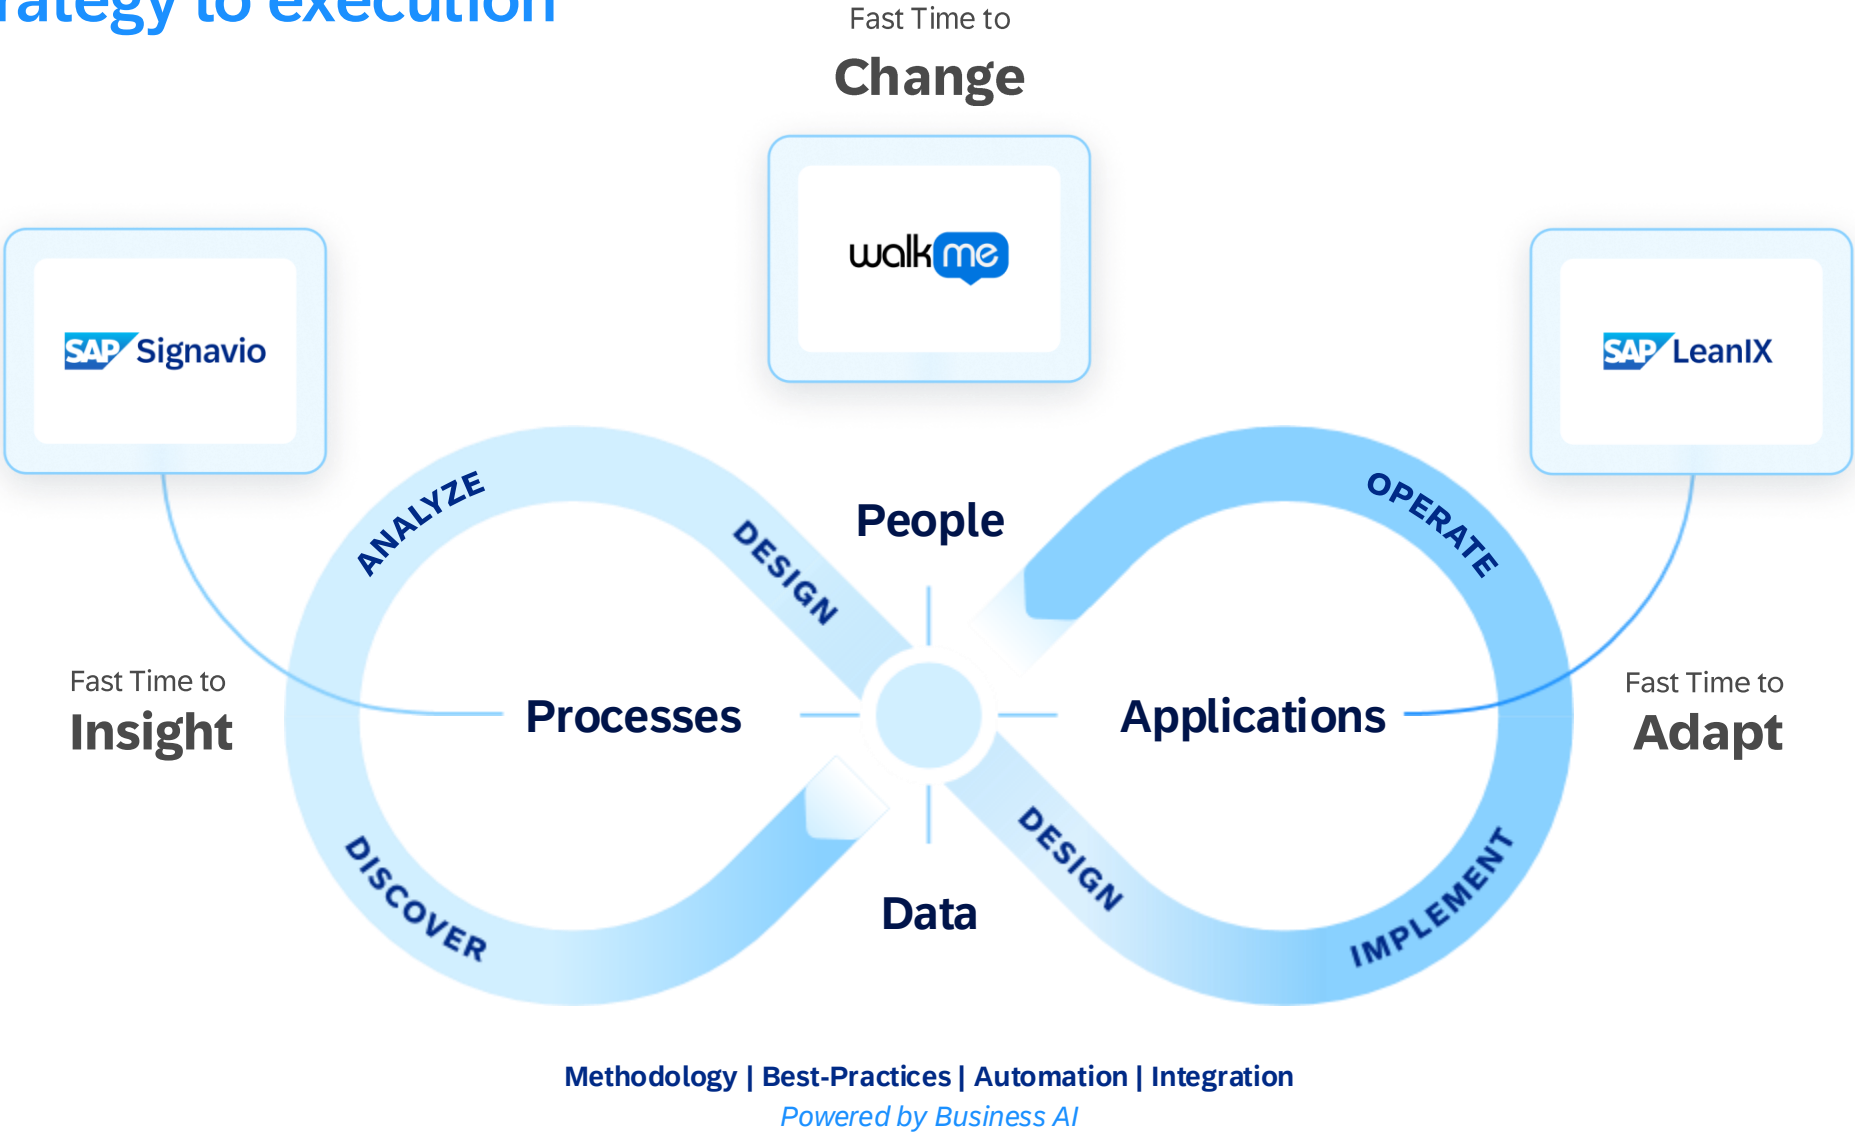 to execution
Fast Time to
Change
walkme
SAP Signavio
SAP LeanIX
ANALYZE
DESIGN
People
OPERATE
Fast Time to
Insight
Processes
Applications
Fast Time to
Adapt
DISCOVER
Data
DESIGN
IMPLEMENT
Methodology | Best-Practices | Automation | Integration
Powered by Business AI